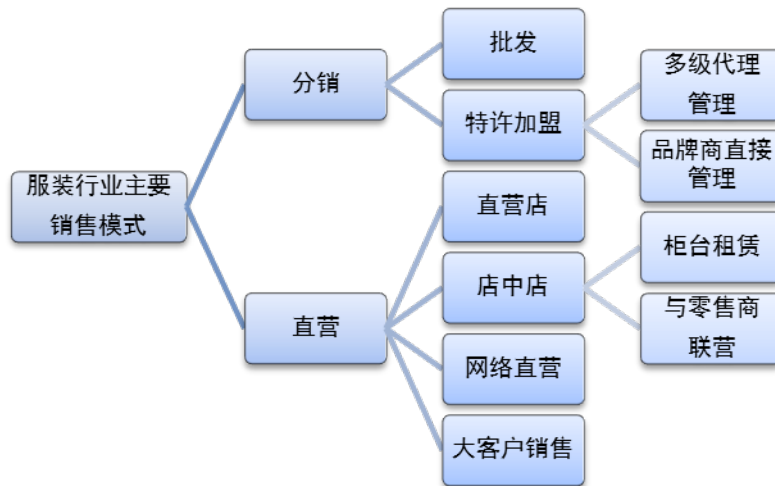 服装行业主要
销售模式
分销
批发
特许加盟
多级代理
管理
品牌商直接
管理
直营
直营店
店中店
柜台租赁
与零售商
联营
网络直营
大客户销售